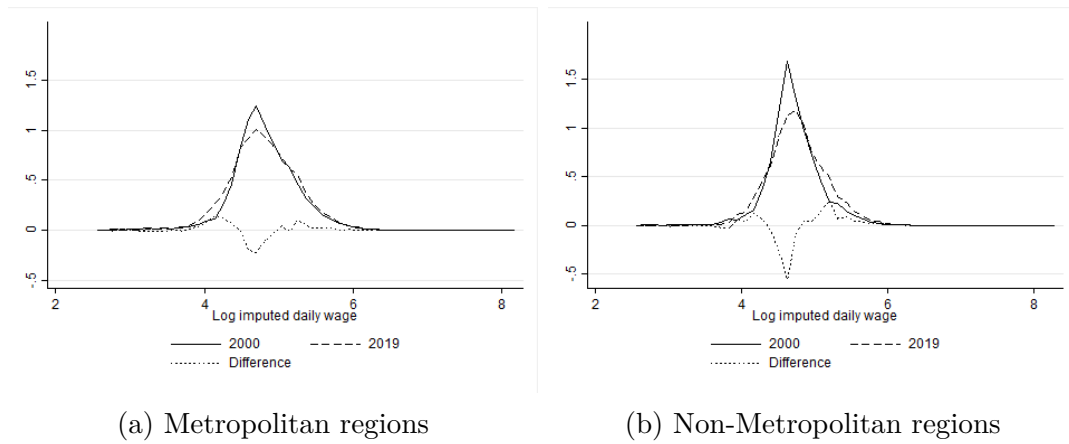 1.5
1
.5
0
-.5
2 4 6 8
Log imputed daily wage
2000 2019
Difference
(a) Metropolitan regions
1.5
1
.5
0
-.5
2 4 6 8
Log imputed daily wage
2000 2019
Difference
(b) Non-Metropolitan regions